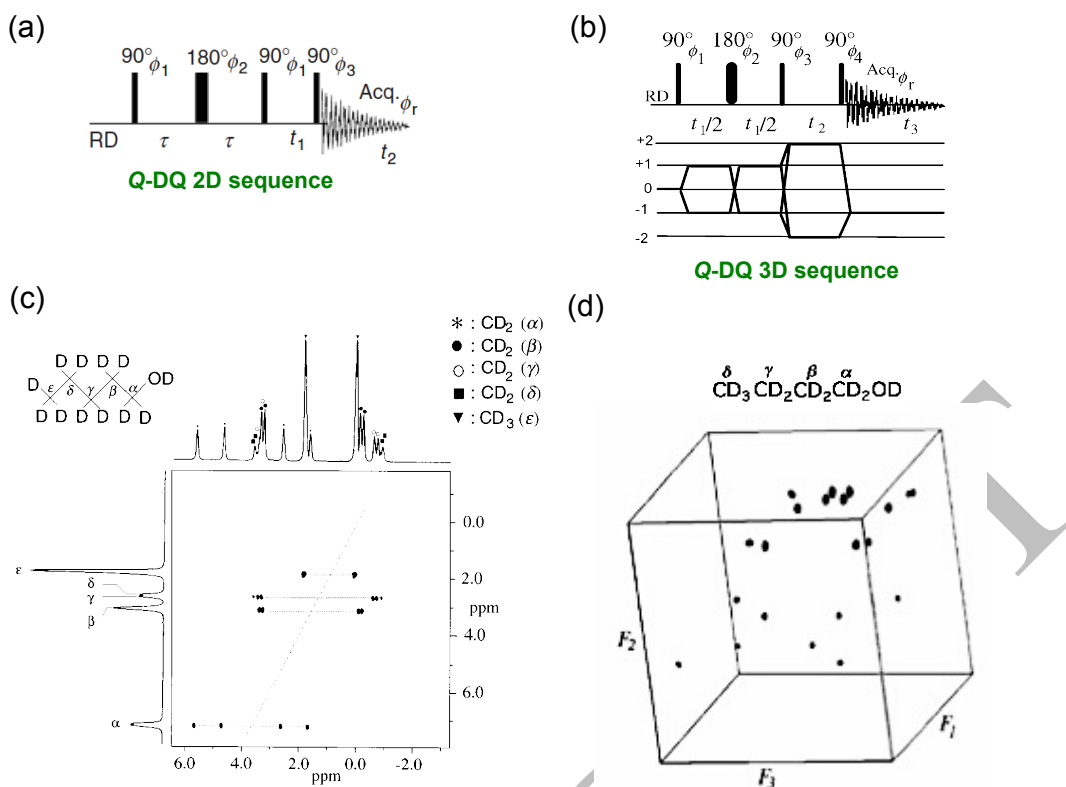 (a)
90°ϕ1 180°ϕ2 90°ϕ1 90°ϕ3
Acq.ϕr
RD τ τ t1 t2
Q-DQ 2D sequence
(b)
90°ϕ1 180°ϕ2 90°ϕ3 90°ϕ4
Acq.ϕr
RD
t1/2 t1/2 t2 t3
+2
+1
0
-1
-2
Q-DQ 3D sequence
(c)
D D D D
D ε δ γ β α OD
D D D D D D
* : CD2 (α)
● : CD2 (β)
○ : CD2 (γ)
■ : CD2 (δ)
▼ : CD3 (ε)
ε
δ
γ
β
α
0.0
2.0
ppm
4.0
6.0
6.0 4.0 2.0 0.0 -2.0
ppm
(d)
δ γ β α
CD3CD2CD2CD2OD
F2
F1
F3